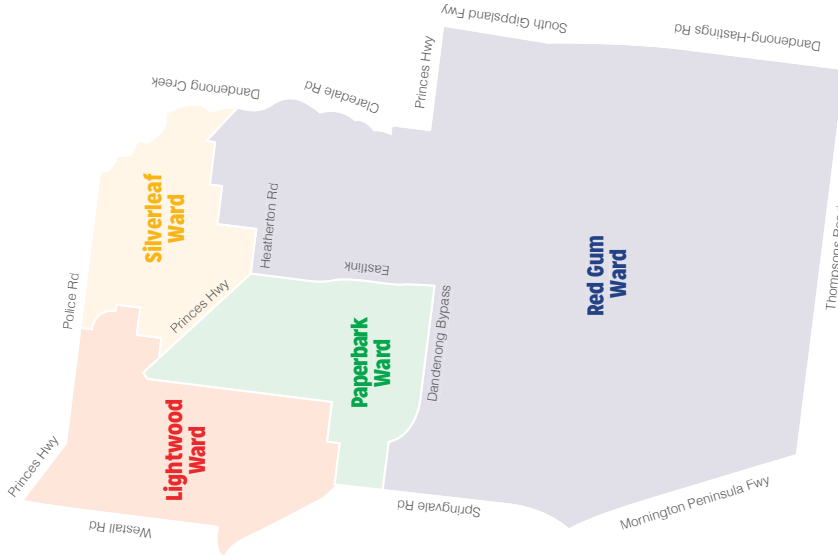 South Gippsland Fwy
Dandenong-Hastings Rd
Princes Hwy
Dandenong Creek
Claredale Rd
Silverleaf
Ward
Heatherton Rd
Eastlink
Red Gum
Ward
Police Rd
Princes Hwy
Paperbark
Ward
Dandenong Bypass
Lightwood
Ward
Princes Hwy
Westall Rd
Springvale Rd
Mornington Peninsula Fwy
Thompsons